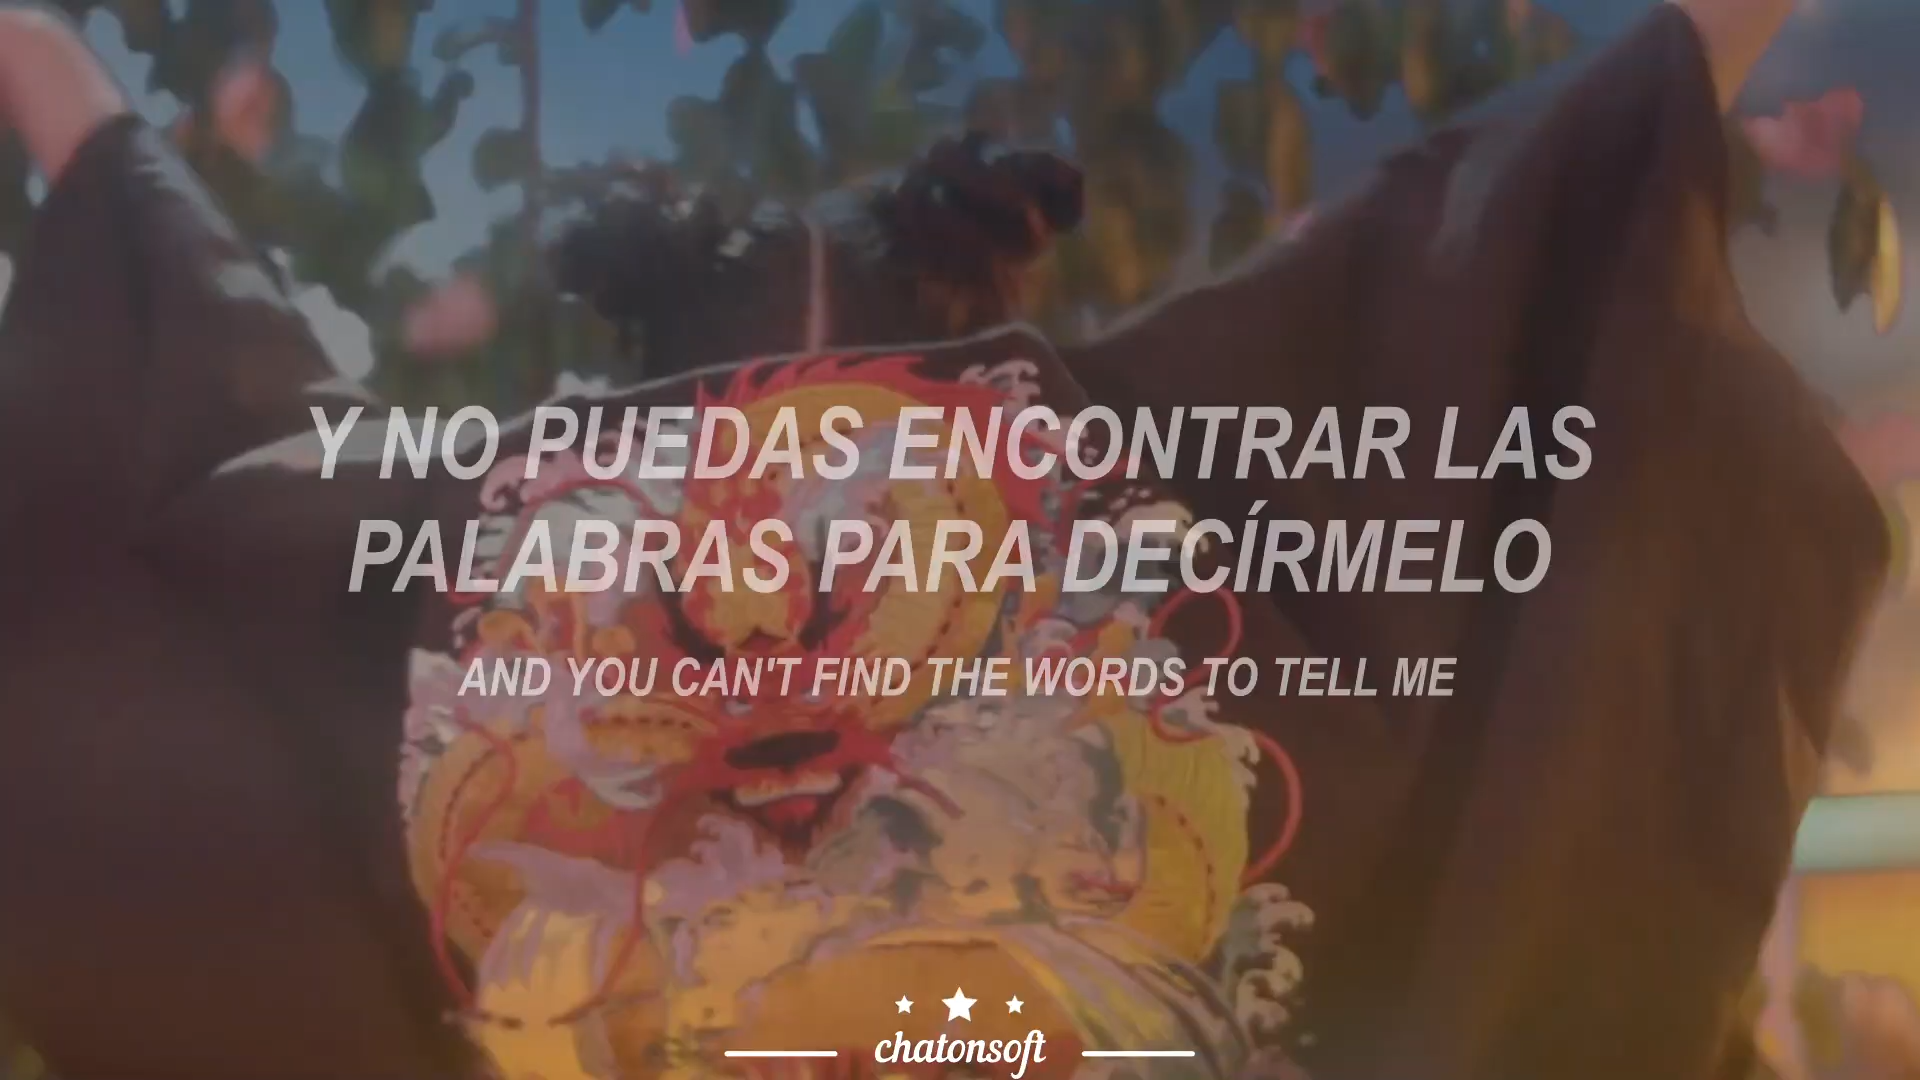 Y NO PUEDAS ENCONTRAR LAS
PALABRAS PARA DECÍRMELO
AND YOU CAN'T FIND THE WORDS TO TELL ME
chatonsoft